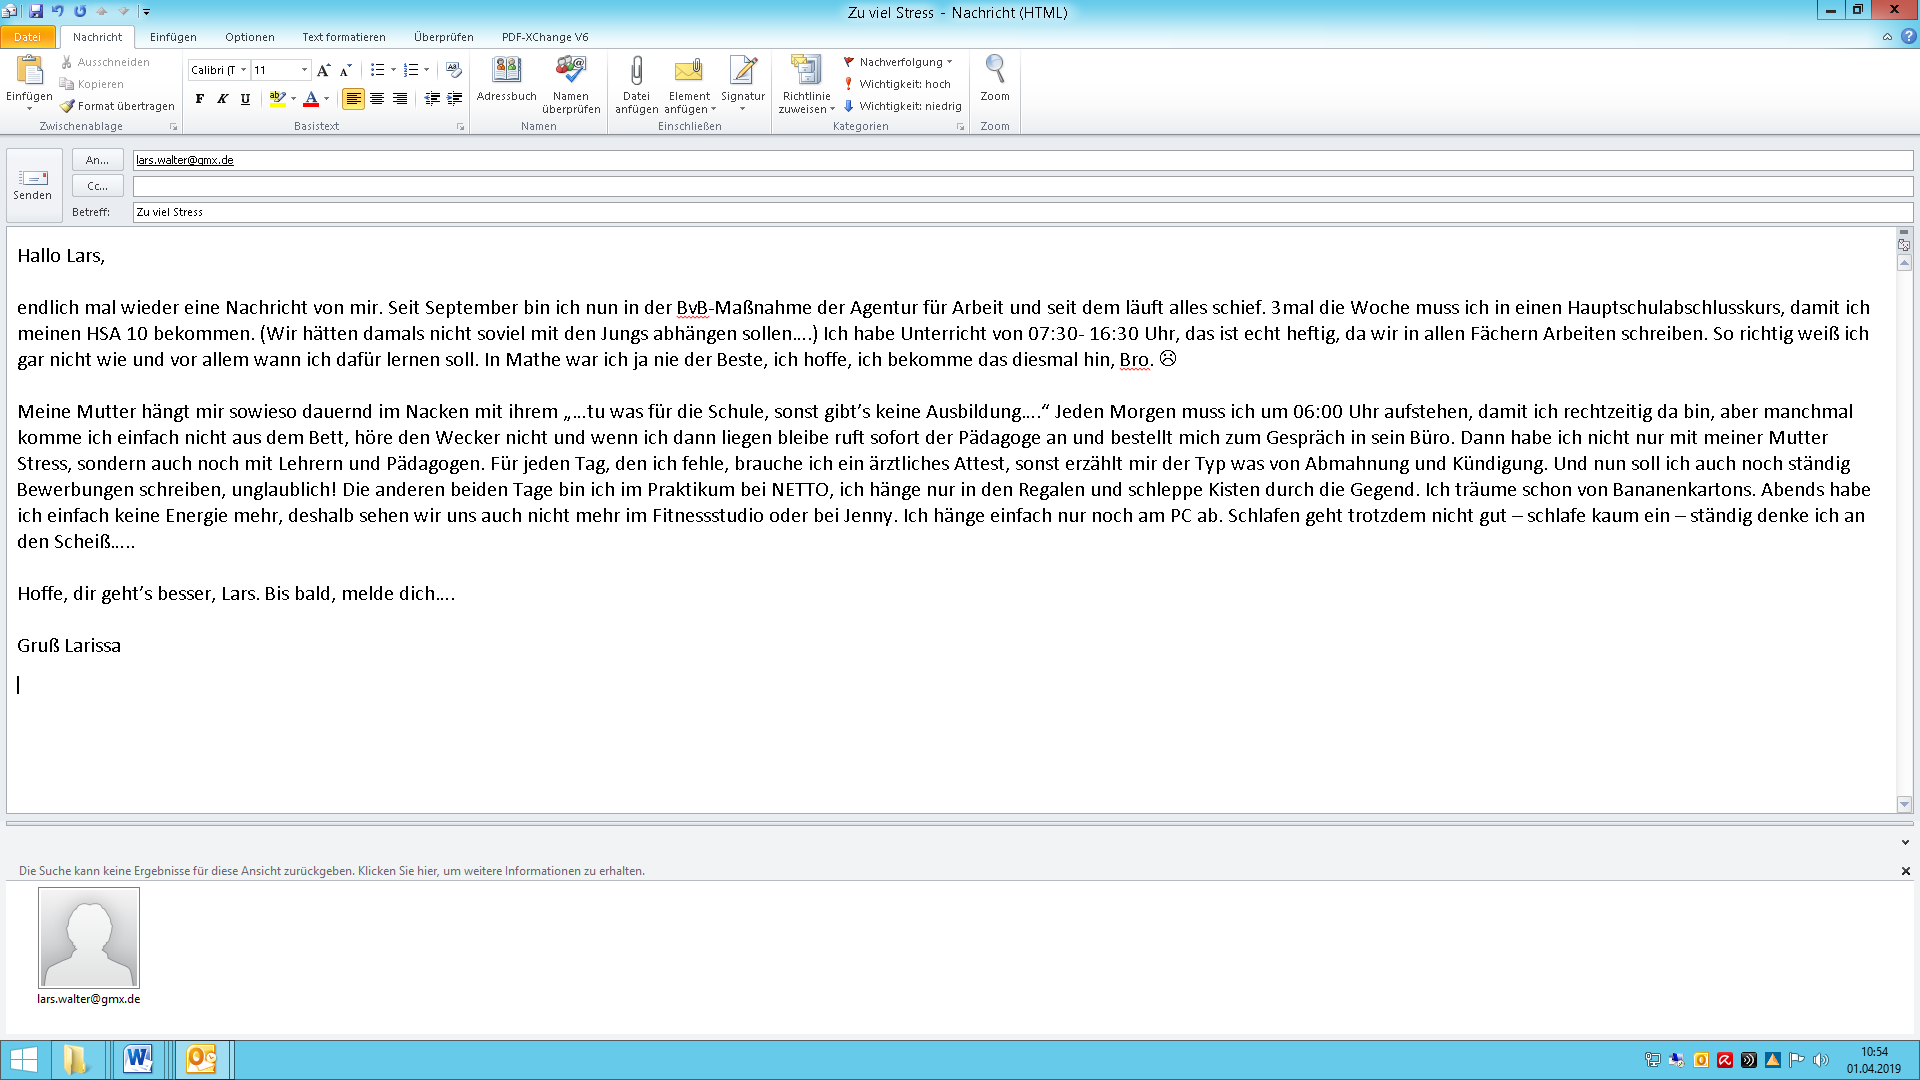 Zu viel Stress - Nachricht (HTML)
Datei Nachricht Einfügen Optionen Text formatieren Überprüfen PDF-XChange V6
Einfügen
Ausschneiden
Kopieren
Format übertragen
Zwischenablage
Calibri (T 11
F K U
Basistext
Adressbuch
Namen überprüfen
Namen
Datei anfügen
Element anfügen
Signatur
Einschließen
Richtlinie zuweisen
Nachverfolgung
Wichtigkeit: hoch
Wichtigkeit: niedrig
Kategorien
Zoom
Zoom
Senden
An... lars.walter@gmx.de
Cc...
Betreff: Zu viel Stress
Hallo Lars,
endlich mal wieder eine Nachricht von mir. Seit September bin ich nun in der BvB-Maßnahme der Agentur für Arbeit und seit dem läuft alles schief. 3mal die Woche muss ich in einen Hauptschulabschlusskurs, damit ich
meinen HSA 10 bekommen. (Wir hätten damals nicht soviel mit den Jungs abhängen sollen....) Ich habe Unterricht von 07:30- 16:30 Uhr, das ist echt heftig, da wir in allen Fächern Arbeiten schreiben. So richtig weiß ich
gar nicht wie und vor allem wann ich dafür lernen soll. In Mathe war ich ja nie der Beste, ich hoffe, ich bekomme das diesmal hin, Bro. ☹
Meine Mutter hängt mir sowieso dauernd im Nacken mit ihrem „...tu was für die Schule, sonst gibt’s keine Ausbildung....“ Jeden Morgen muss ich um 06:00 Uhr aufstehen, damit ich rechtzeitig da bin, aber manchmal
komme ich einfach nicht aus dem Bett, höre den Wecker nicht und wenn ich dann liegen bleibe ruft sofort der Pädagoge an und bestellt mich zum Gespräch in sein Büro. Dann habe ich nicht nur mit meiner Mutter
Stress, sondern auch noch mit Lehrern und Pädagogen. Für jeden Tag, den ich fehle, brauche ich ein ärztliches Attest, sonst erzählt mir der Typ was von Abmahnung und Kündigung. Und nun soll ich auch noch ständig
Bewerbungen schreiben, unglaublich! Die anderen beiden Tage bin ich im Praktikum bei NETTO, ich hänge nur in den Regalen und schleppe Kisten durch die Gegend. Ich träume schon von Bananenkartons. Abends habe
ich einfach keine Energie mehr, deshalb sehen wir uns auch nicht mehr im Fitnessstudio oder bei Jenny. Ich hänge einfach nur noch am PC ab. Schlafen geht trotzdem nicht gut – schlafe kaum ein – ständig denke ich an
den Scheiß.....
Hoffe, dir geht’s besser, Lars. Bis bald, melde dich....
Gruß Larissa
Die Suche kann keine Ergebnisse für diese Ansicht zurückgeben. Klicken Sie hier, um weitere Informationen zu erhalten.
lars.walter@gmx.de
10:54
01.04.2019